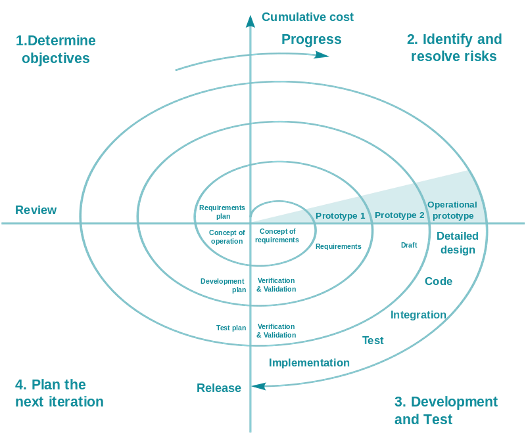 Cumulative cost
1.Determine
objectives
Progress
2. Identify and
resolve risks
Review
Requirements
plan
Prototype 1
Prototype 2
Operational
prototype
Concept of
operation
Concept of
requirements
Requirements
Draft
Detailed
design
Development
plan
Verification
& Validation
Code
Integration
Test plan
Verification
& Validation
Test
Implementation
4. Plan the
next iteration
Release
3. Development
and Test